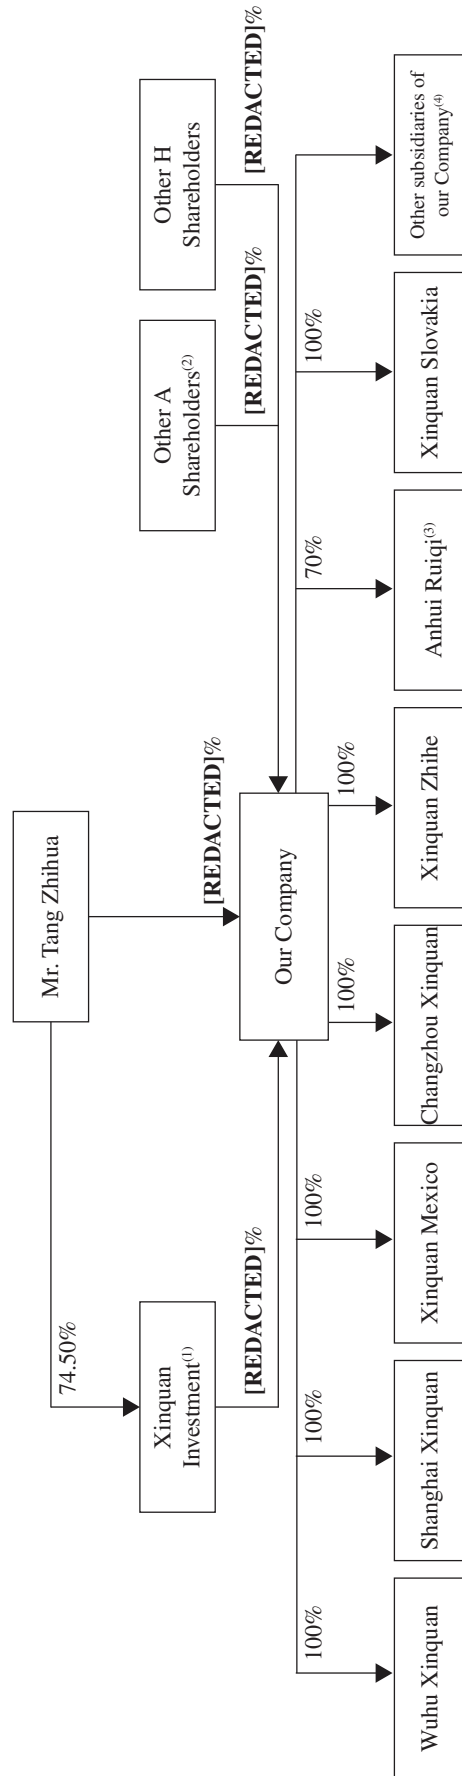 Mr. Tang Zhihua
74.50%
Xinquan
Investment(1)
Other A
Shareholders(2)
Other H
Shareholders
[REDACTED]%
[REDACTED]%
[REDACTED]%
[REDACTED]%
Our Company
100%
100%
100%
100%
100%
70%
100%
Wuhu Xinquan
Shanghai Xinquan
Xinquan Mexico
Changzhou Xinquan
Xinquan Zhihe
Anhui Ruiqi(3)
Xinquan Slovakia
Other subsidiaries of
our Company(4)